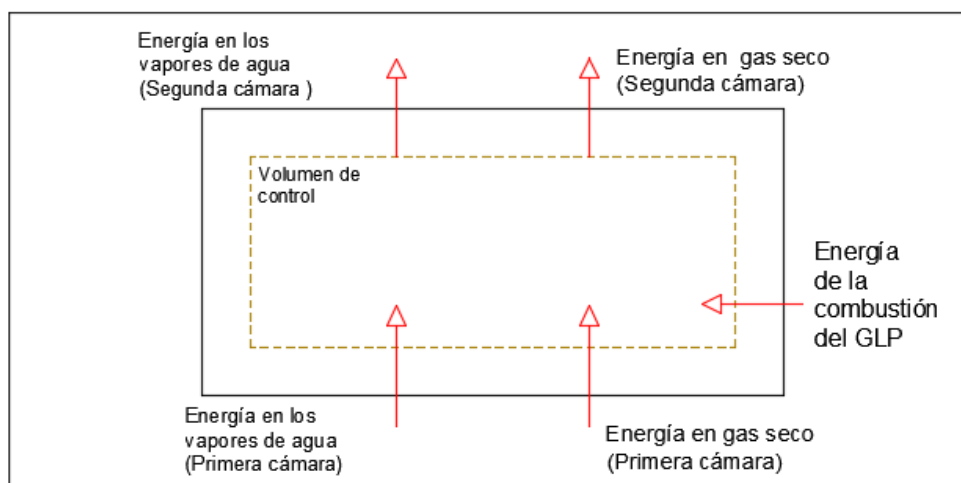 Energía en los
vapores de agua
(Segunda cámara )
Energía en gas seco
(Segunda cámara)
Volumen de
control
Energía
de la
combustión
del GLP
Energía en los
vapores de agua
(Primera cámara)
Energía en gas seco
(Primera cámara)